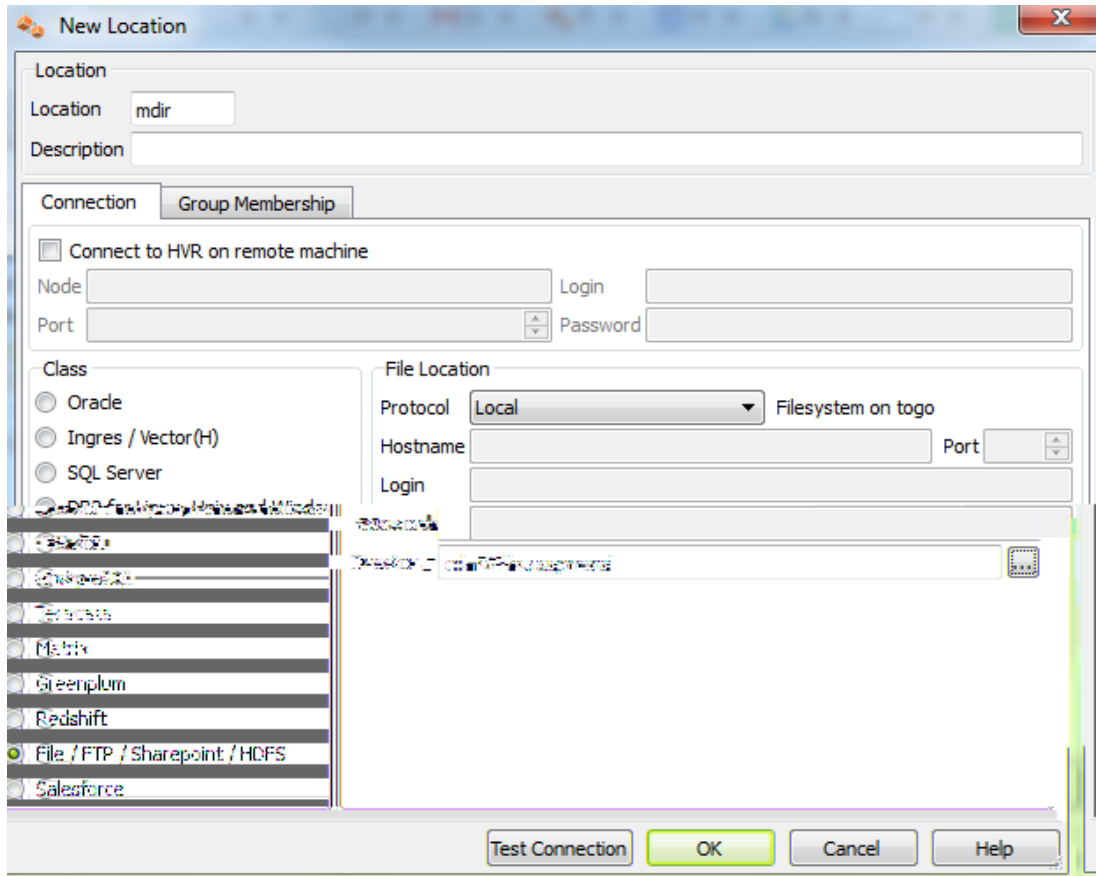 New Location
Location
Location mdir
Description
Connection Group Membership
Connect to HVR on remote machine
Node Login
Port Password
Class File Location
Oracle Protocol Local Filesystem on togo
Ingres / Vector(H) Hostname Port
SQL Server Login
Matrix
Greenplum
Redshift
File / FTP / Sharepoint / HDFS
Salesforce
Test Connection OK Cancel Help